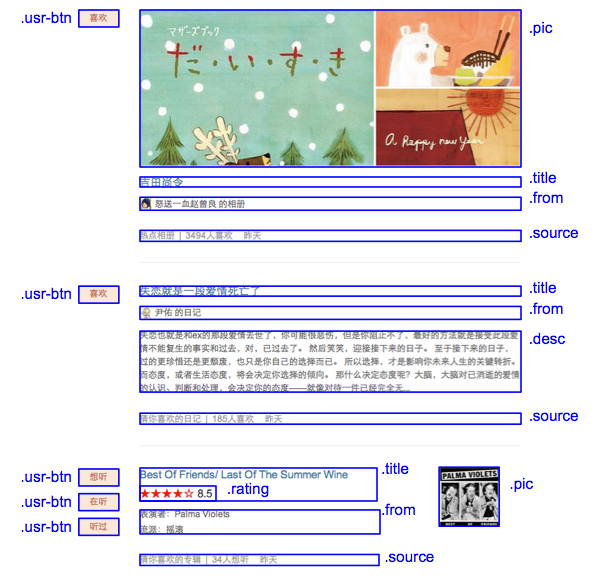 .usr-btn
喜欢
マザーズブック
だ・い・す・き
A Happy new Year
.pic
吉田尚令
.title
怒送一血赵曾良 的相册
.from
热点相册 | 3494人喜欢 昨天
.source
.usr-btn
喜欢
失恋就是一段爱情死亡了
.title
尹佑 的日记
.from
失恋也就是和ex的那段爱情去世了，你可能很悲伤，但是你阻止不了，最好的方法就是接受此段爱
情不能复生的事实和过去，对，已过去了。 然后笑笑，迎接接下来的日子。 至于接下来的日子，
过的更珍惜还是更颓废，也只是你自己的选择而已。 所以选择，才是影响你未来人生的关键转折。
而态度，或者生活态度，将会决定你选择的倾向。 那什么决定态度呢？大脑，大脑对已消逝的爱情
的认识、判断和处理，会决定你的态度——就像对待一件已经完全无...
.desc
猜你喜欢的日记 | 185人喜欢 昨天
.source
.usr-btn
想听
.usr-btn
在听
.usr-btn
听过
Best Of Friends/ Last Of The Summer Wine
.title
★★★★☆ 8.5
.rating
表演者： Palma Violets
流派： 摇滚
.from
PALMA VIOLETS
BEST OF FRIENDS
.pic
猜你喜欢的专辑 | 34人想听 昨天
.source